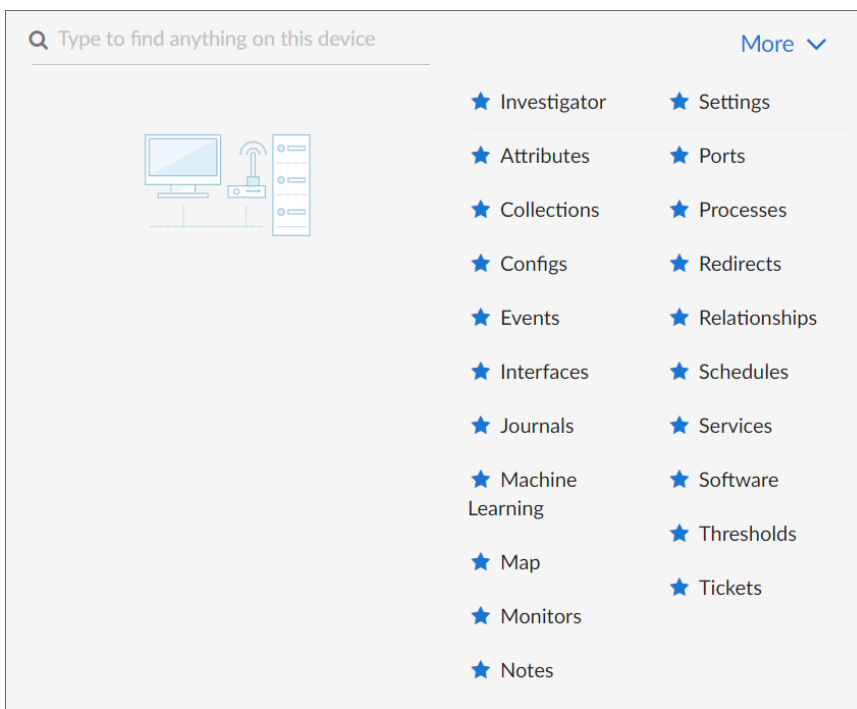 Type to find anything on this device
More
Investigator
Attributes
Collections
Configs
Events
Interfaces
Journals
Machine
Learning
Map
Monitors
Notes
Settings
Ports
Processes
Redirects
Relationships
Schedules
Services
Software
Thresholds
Tickets